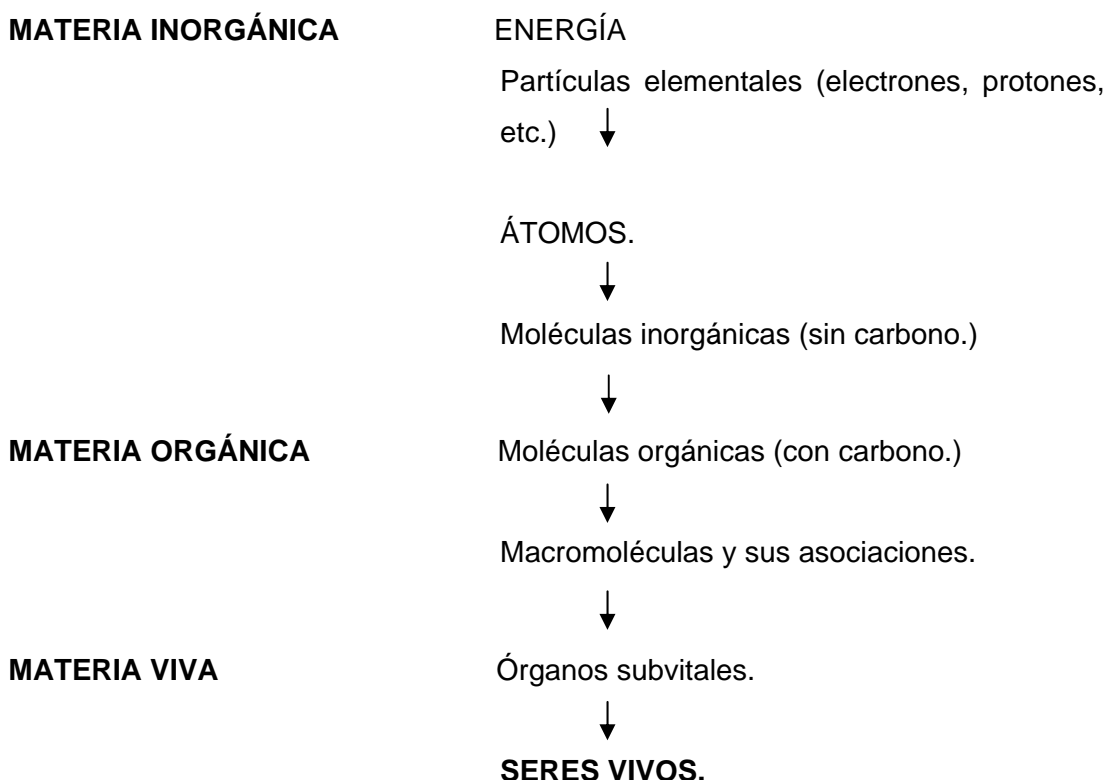 MATERIA INORGÁNICA ENERGÍA
Partículas elementales (electrones, protones,
etc.)
ÁTOMOS.
Moléculas inorgánicas (sin carbono.)
MATERIA ORGÁNICA Moléculas orgánicas (con carbono.)
Macromoléculas y sus asociaciones.
MATERIA VIVA Órganos subvitales.
SERES VIVOS.